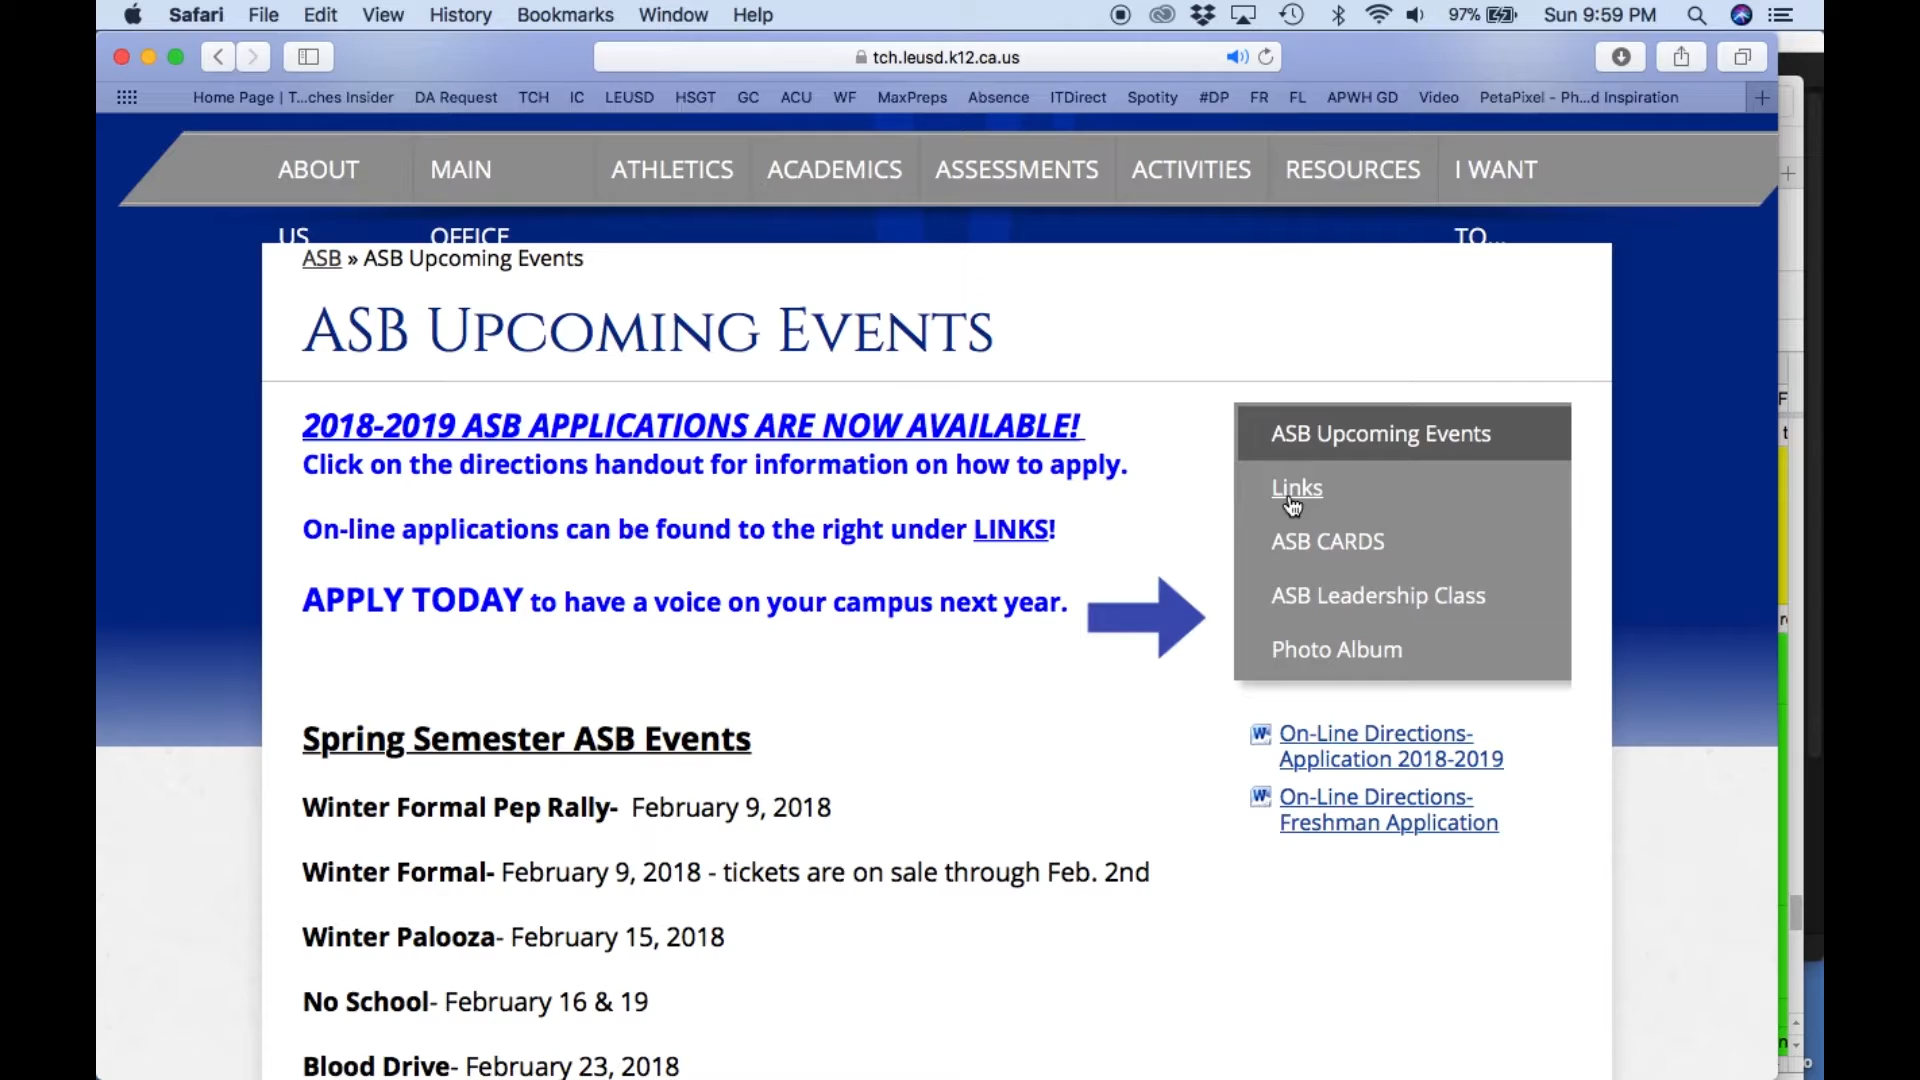 Safari File Edit View History Bookmarks Window Help 97% Sun 9:59 PM
tch.leusd.k12.ca.us
Home Page | T...ches Insider DA Request TCH IC LEUSD HSGT GC ACU WF MaxPreps Absence ITDirect Spotity #DP FR FL APWH GD Video PetaPixel - Ph...d Inspiration
ABOUT MAIN ATHLETICS ACADEMICS ASSESSMENTS ACTIVITIES RESOURCES I WANT
US OFFICE TO...
ASB » ASB Upcoming Events
ASB Upcoming Events
2018-2019 ASB APPLICATIONS ARE NOW AVAILABLE!
Click on the directions handout for information on how to apply.
On-line applications can be found to the right under LINKS!
APPLY TODAY to have a voice on your campus next year.
Spring Semester ASB Events
Winter Formal Pep Rally- February 9, 2018
Winter Formal- February 9, 2018 - tickets are on sale through Feb. 2nd
Winter Palooza- February 15, 2018
No School- February 16 & 19
Blood Drive- February 23, 2018
ASB Upcoming Events
Links
ASB CARDS
ASB Leadership Class
Photo Album
On-Line Directions-
Application 2018-2019
On-Line Directions-
Freshman Application